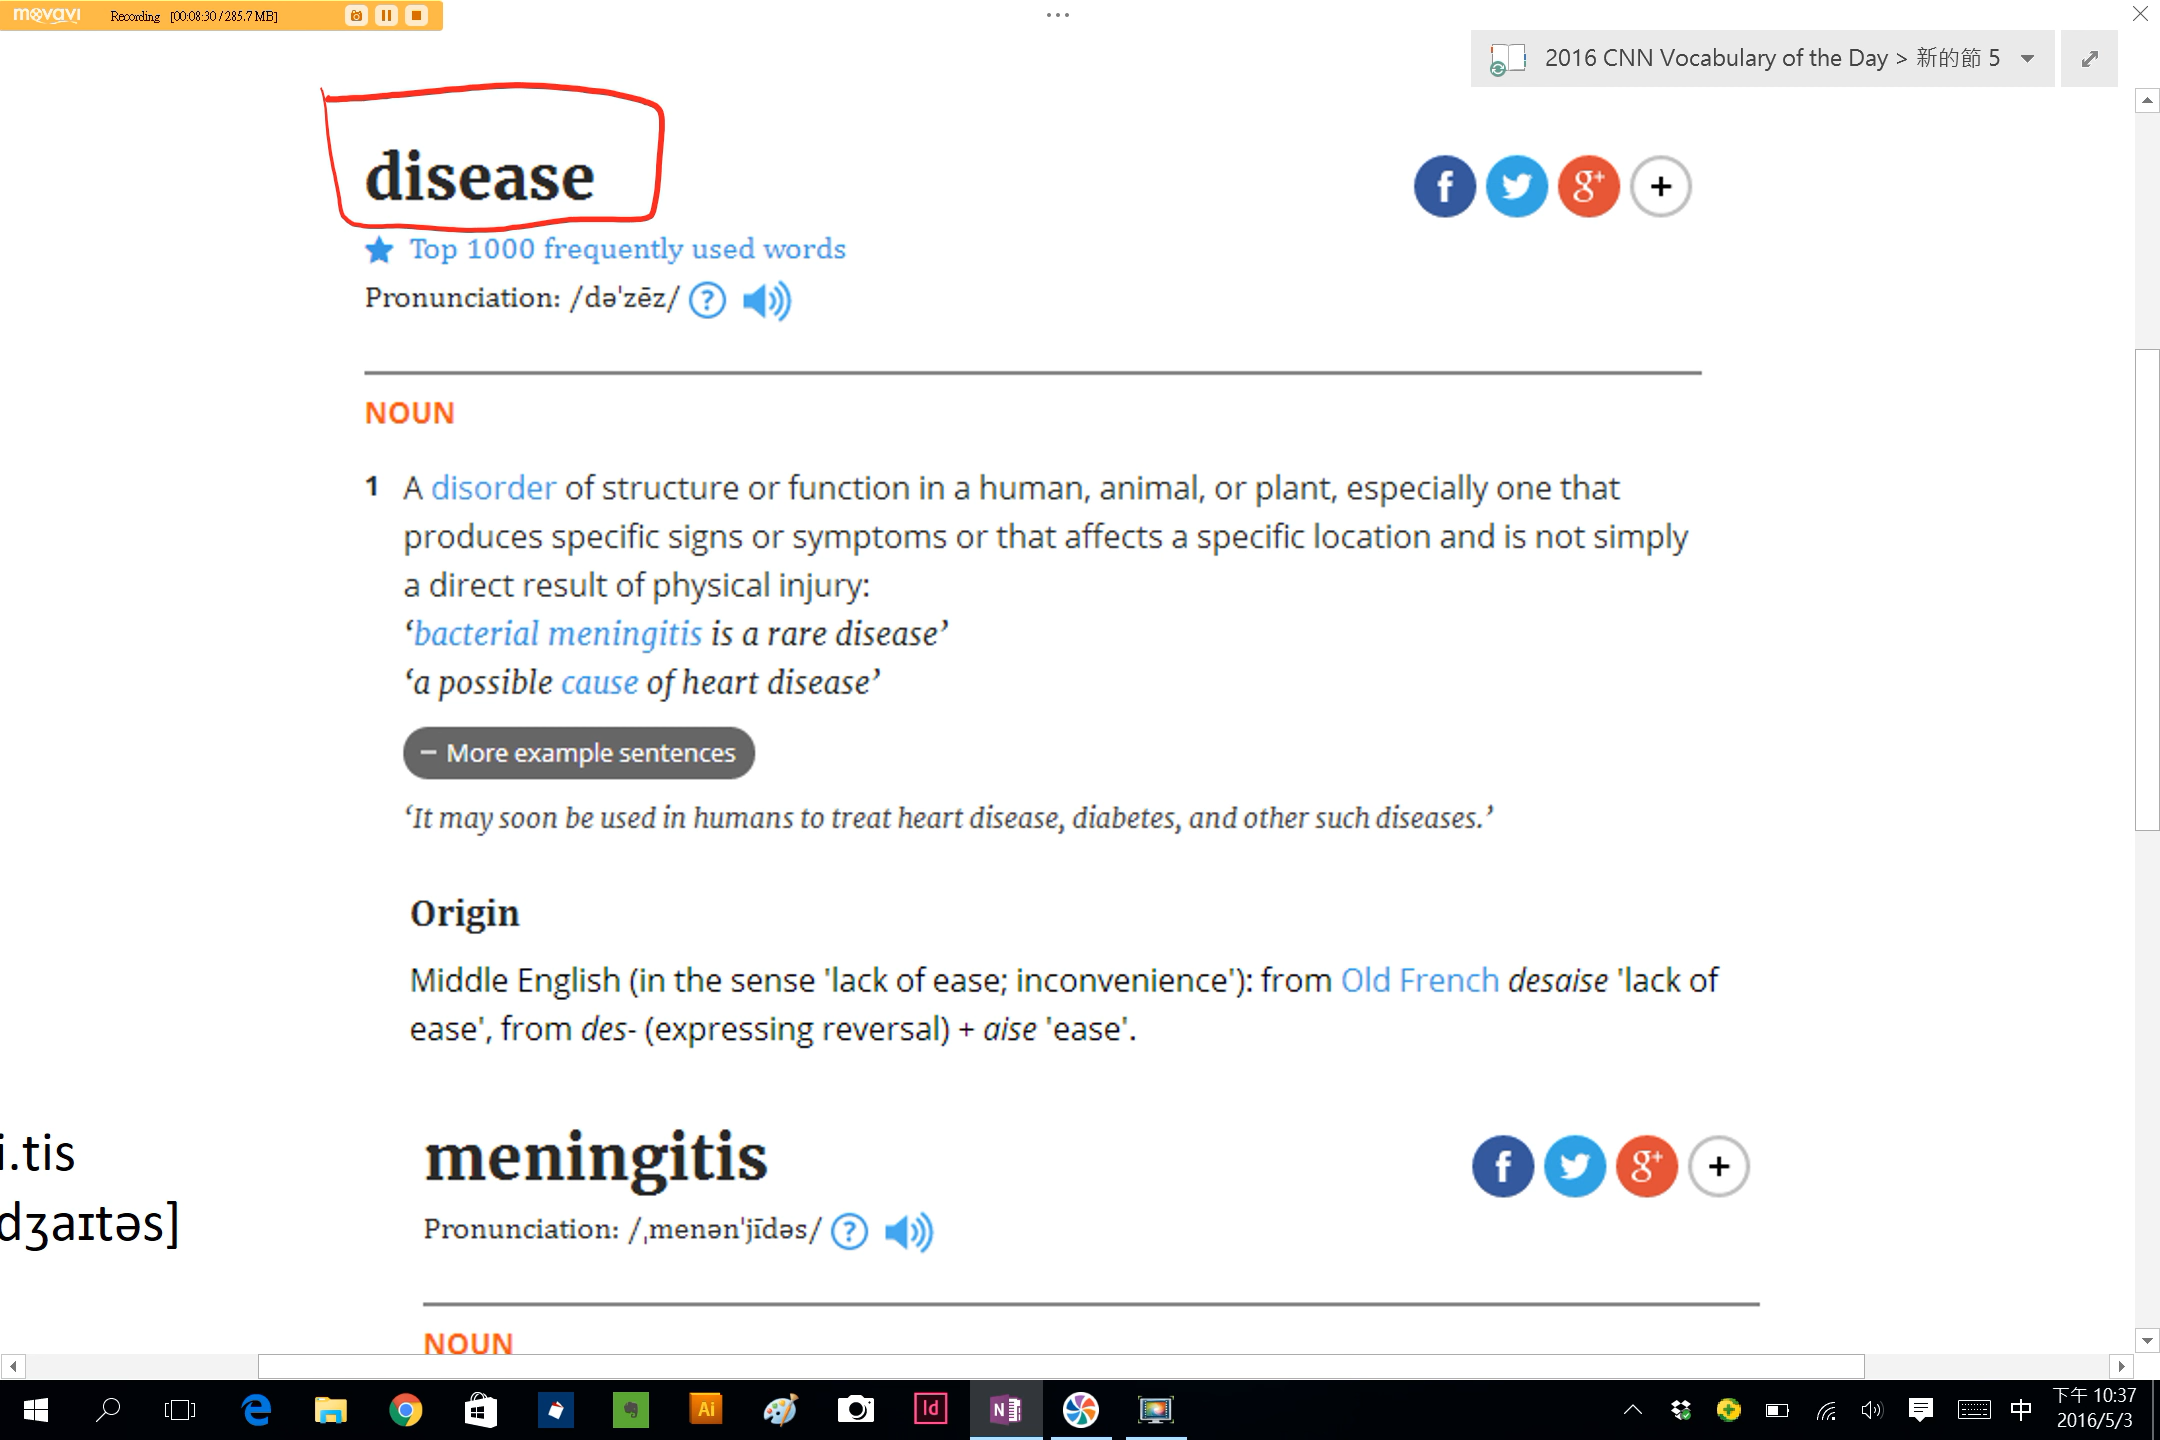 movavi Recording [00:08:30 / 285.7 MB]
2016 CNN Vocabulary of the Day > 新的節 5
disease
Top 1000 frequently used words
Pronunciation: /dəˈzēz/ ?
NOUN
1 A disorder of structure or function in a human, animal, or plant, especially one that
produces specific signs or symptoms or that affects a specific location and is not simply
a direct result of physical injury:
‘bacterial meningitis is a rare disease’
‘a possible cause of heart disease’
− More example sentences
‘It may soon be used in humans to treat heart disease, diabetes, and other such diseases.’
Origin
Middle English (in the sense 'lack of ease; inconvenience'): from Old French desaise 'lack of
ease', from des- (expressing reversal) + aise 'ease'.
i.tis
dʒaɪtəs]
meningitis
Pronunciation: /ˌmenənˈjīdəs/ ?
NOUN
Ai
Id
N
中
下午 10:37
2016/5/3